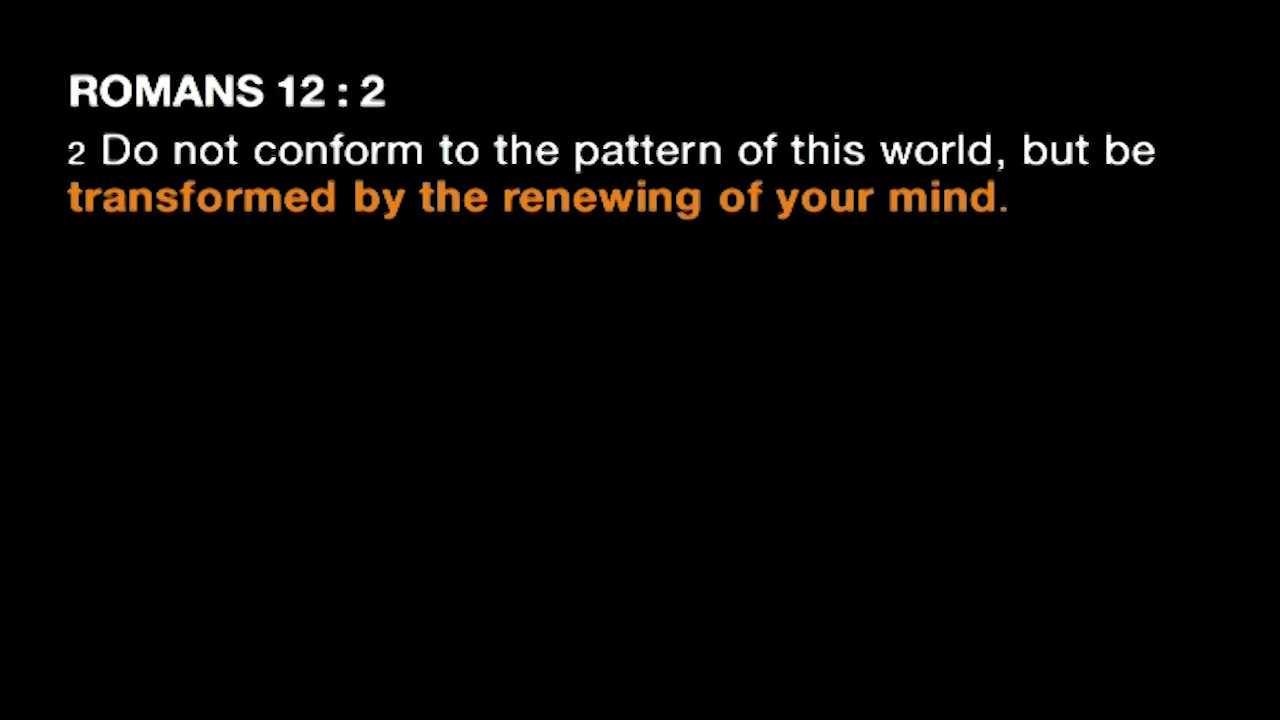 ROMANS 12 : 2
2 Do not conform to the pattern of this world, but be
transformed by the renewing of your mind.